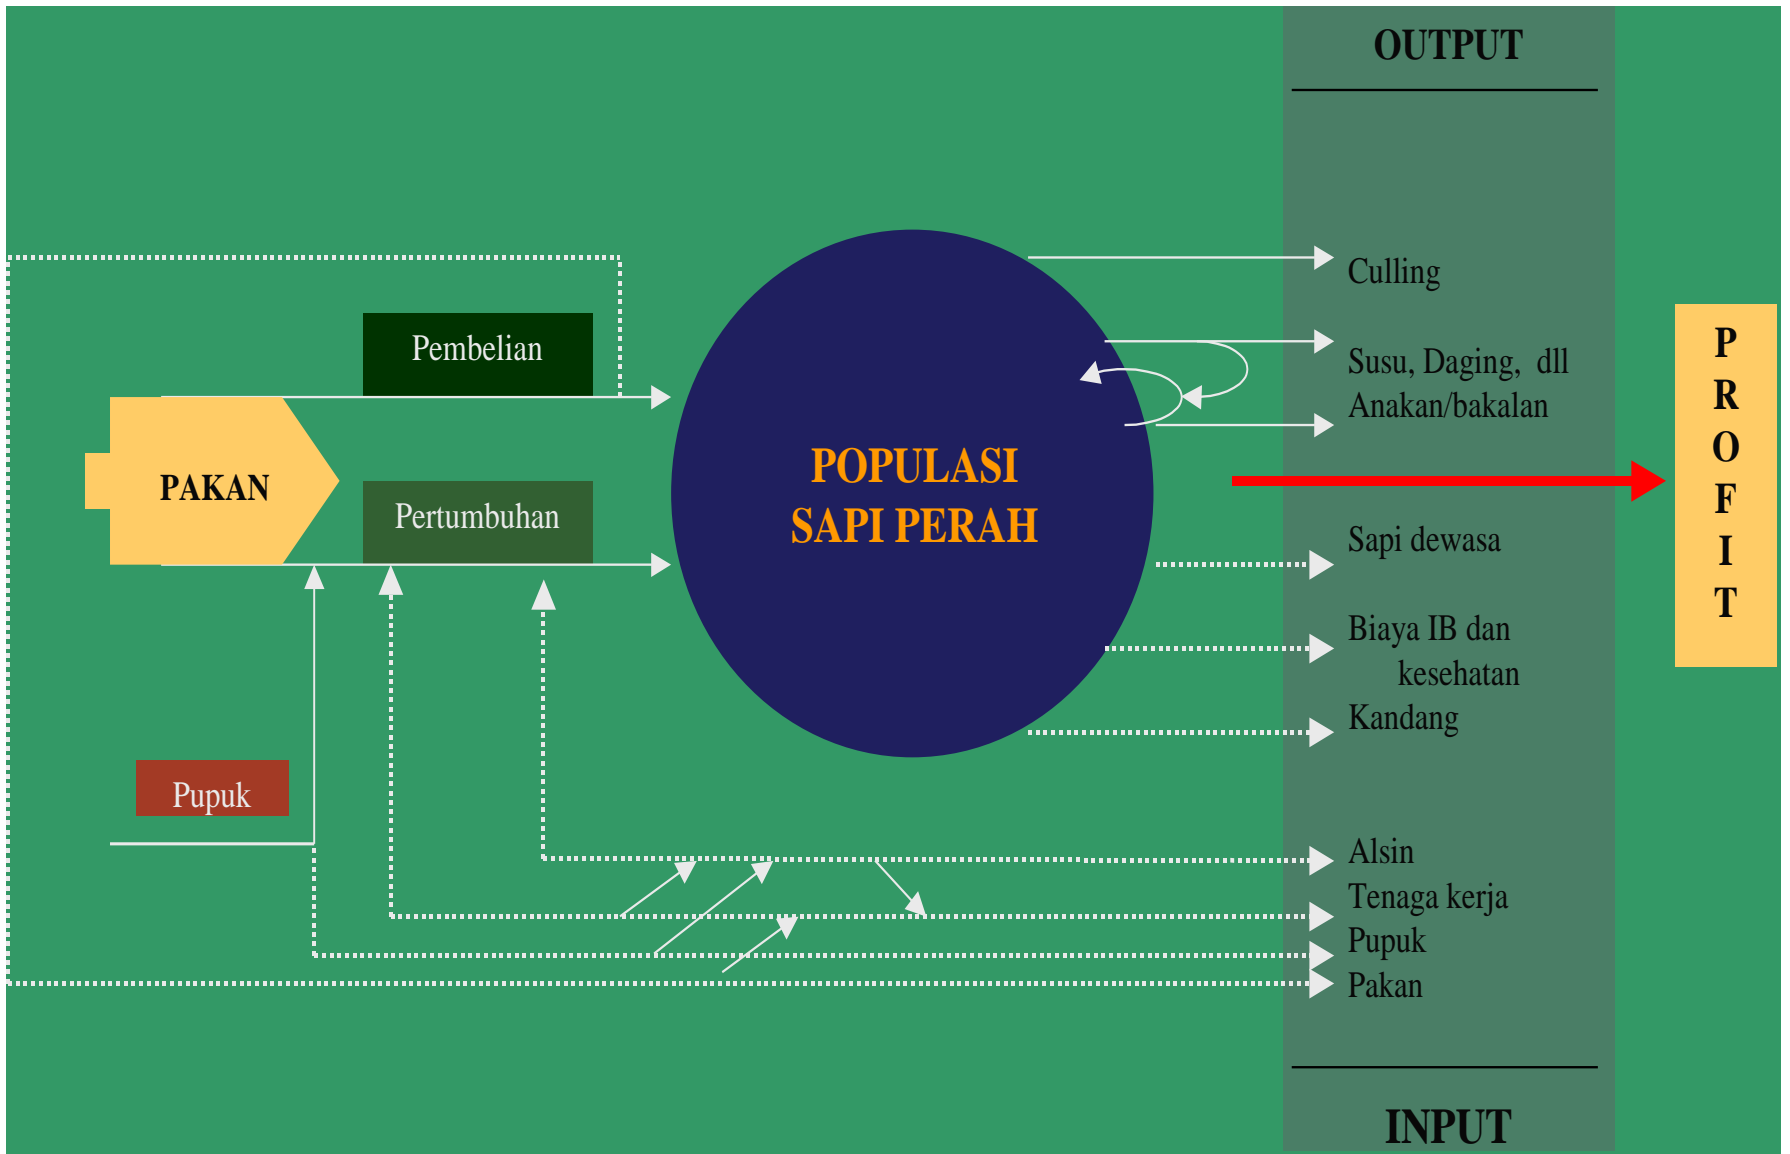 OUTPUT
Culling
Pembelian
Susu, Daging, dll
Anakan/bakalan
PAKAN
Pertumbuhan
POPULASI
SAPI PERAH
P
R
O
F
I
T
Sapi dewasa
Biaya IB dan
kesehatan
Kandang
Pupuk
Alsin
Tenaga kerja
Pupuk
Pakan
INPUT